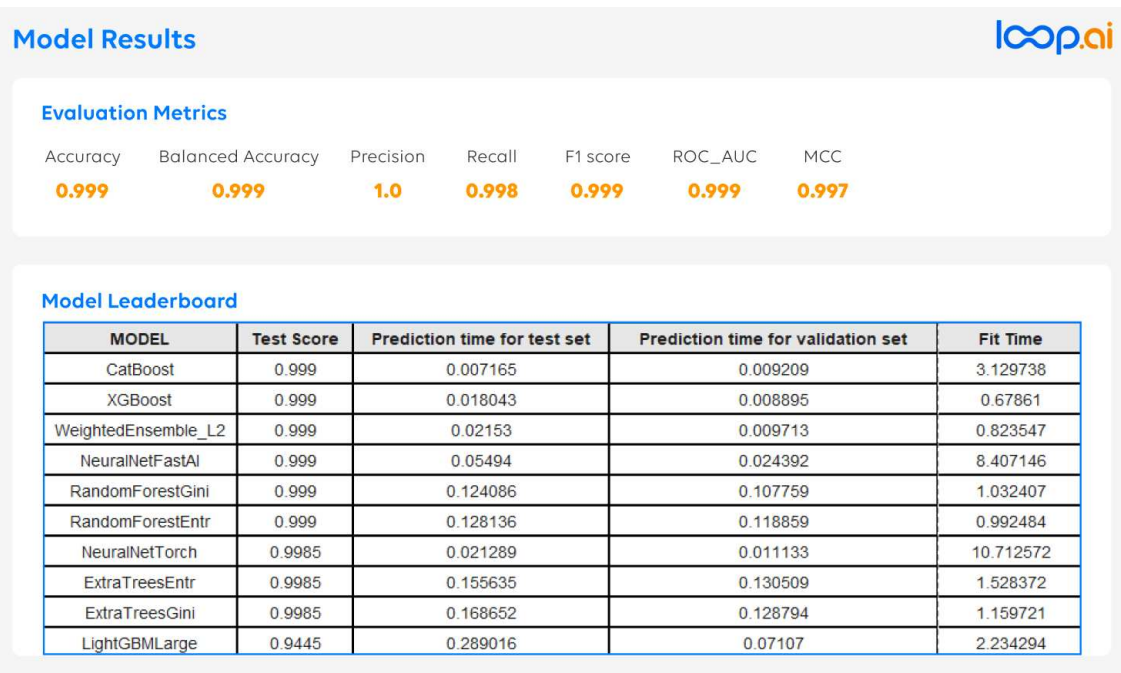 Model Results
loop.ai
Evaluation Metrics
Accuracy Balanced Accuracy Precision Recall F1 score ROC_AUC MCC
0.999 0.999 1.0 0.998 0.999 0.999 0.997
Model Leaderboard
MODEL Test Score Prediction time for test set Prediction time for validation set Fit Time
CatBoost 0.999 0.007165 0.009209 3.129738
XGBoost 0.999 0.018043 0.008895 0.67861
WeightedEnsemble_L2 0.999 0.02153 0.009713 0.823547
NeuralNetFastAI 0.999 0.05494 0.024392 8.407146
RandomForestGini 0.999 0.124086 0.107759 1.032407
RandomForestEntr 0.999 0.128136 0.118859 0.992484
NeuralNetTorch 0.9985 0.021289 0.011133 10.712572
ExtraTreesEntr 0.9985 0.155635 0.130509 1.528372
ExtraTreesGini 0.9985 0.168652 0.128794 1.159721
LightGBMLarge 0.9445 0.289016 0.07107 2.234294